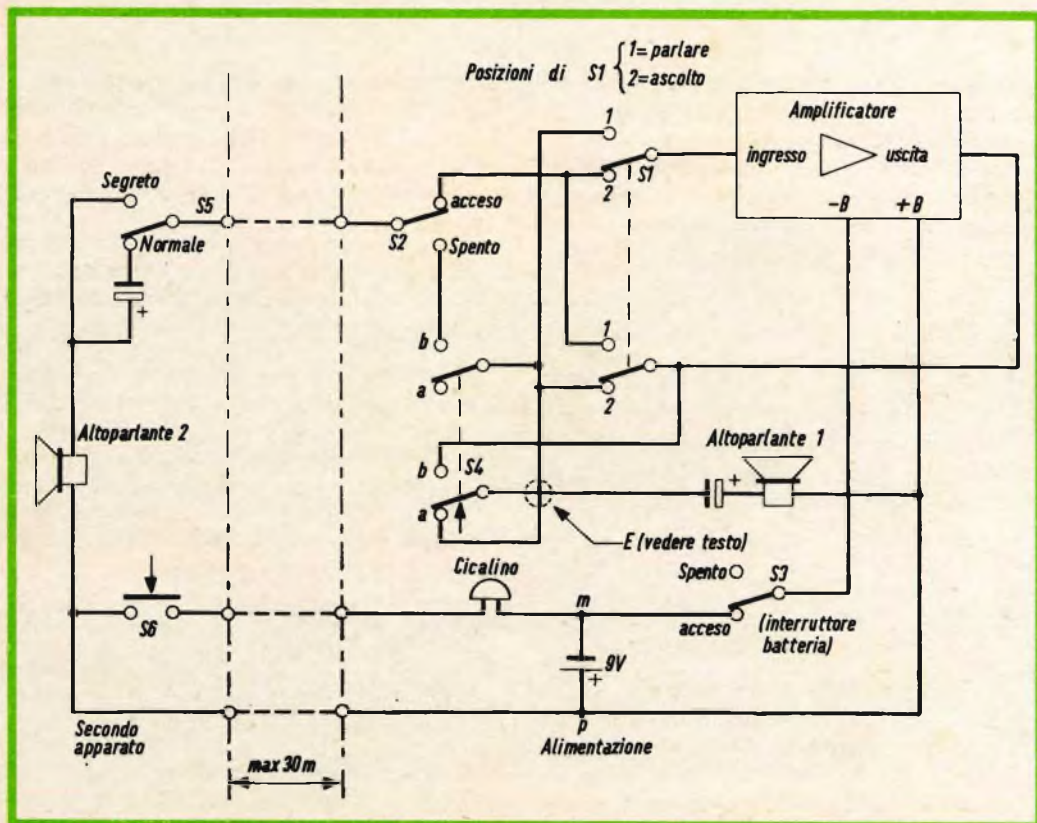 Posizioni di S1
1= parlare
2= ascolto
1
Amplificatore
ingresso
uscita
-B
+B
S1
2
Segreto
S5
Normale
+
acceso
S2
Spento
b
a
1
2
Altoparlante 2
Altoparlante 1
+
b
S4
a
E (vedere testo)
Cicalino
Spento
S3
acceso
(interruttore
batteria)
m
S6
9V
+
p
Secondo
apparato
Alimentazione
max 30m